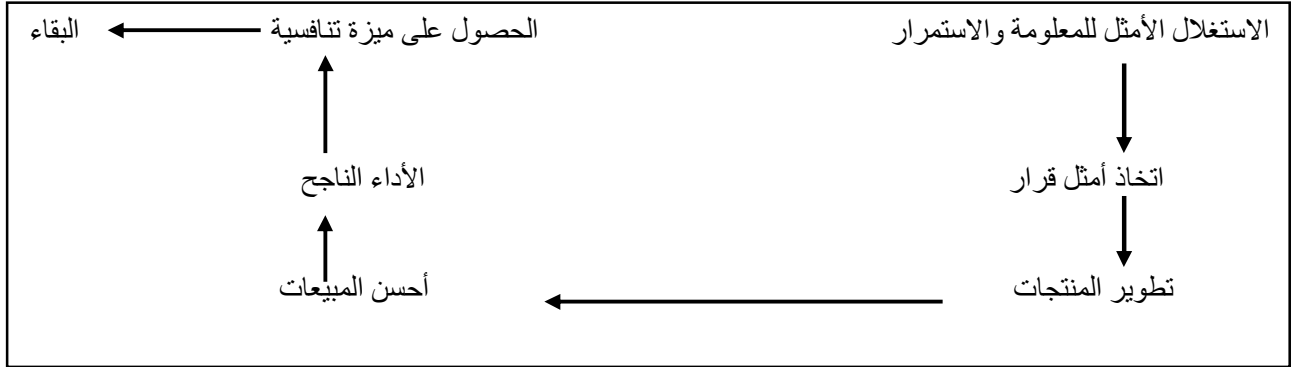 الاستغلال الأمثل للمعلومة والاستمرار الحصول على ميزة تنافسية البقاء
اتخاذ أمثل قرار الأداء الناجح
تطوير المنتجات أحسن المبيعات